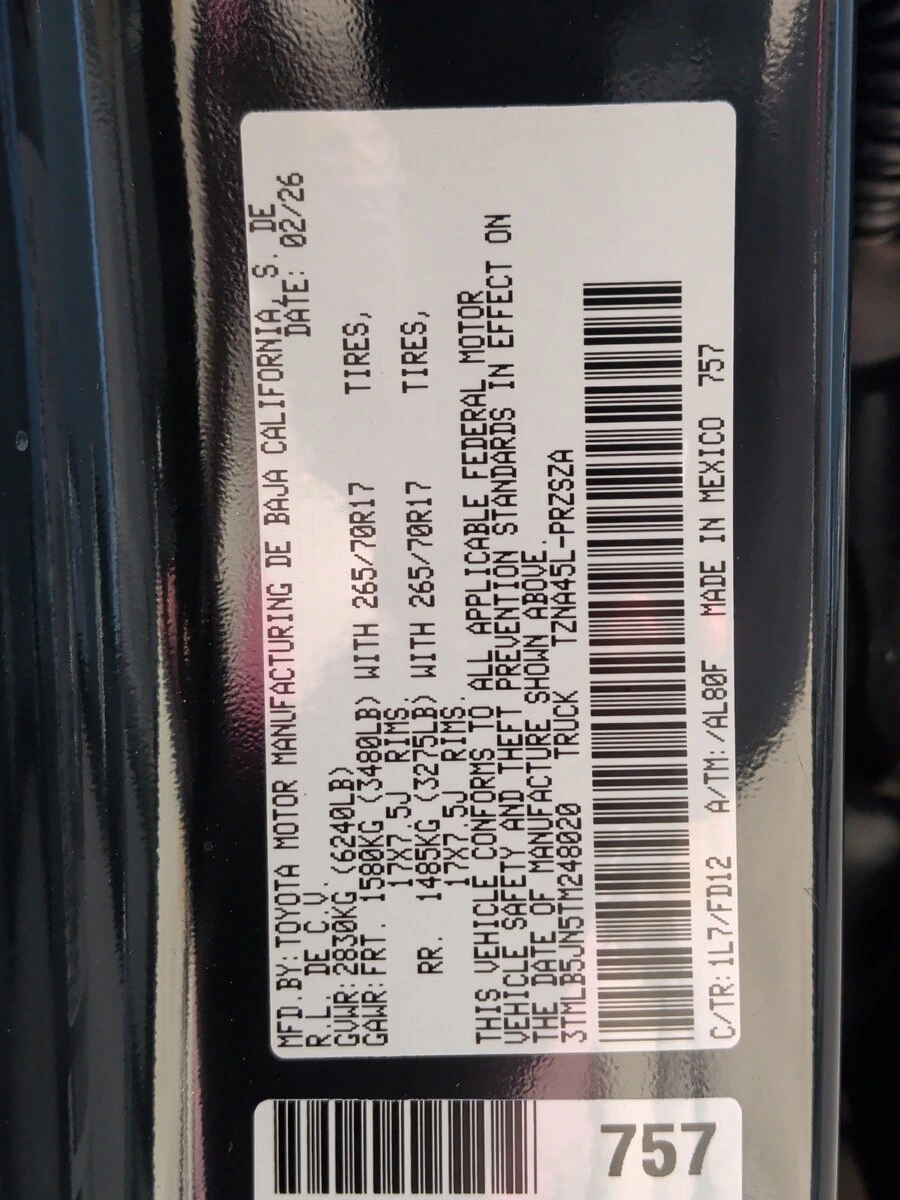 MFD.BY:TOYOTA MOTOR MANUFACTURING DE BAJA CALIFORNIA, S. DE
R.L. DE C.V. DATE: 02/26
GVWR:2830KG (6240LB)
GAWR:FRT. 1580KG (3480LB) WITH 265/70R17 TIRES,
17X7.5J RIMS.
RR. 1485KG (3275LB) WITH 265/70R17 TIRES,
17X7.5J RIMS.
THIS VEHICLE CONFORMS TO ALL APPLICABLE FEDERAL MOTOR
VEHICLE SAFETY AND THEFT PREVENTION STANDARDS IN EFFECT ON
THE DATE OF MANUFACTURE SHOWN ABOVE.
3TMLB5JN5TM248020 TRUCK TZNA45L-PRZSZA
C/TR:1L7/FD12 A/TM:/AL80F MADE IN MEXICO 757
757